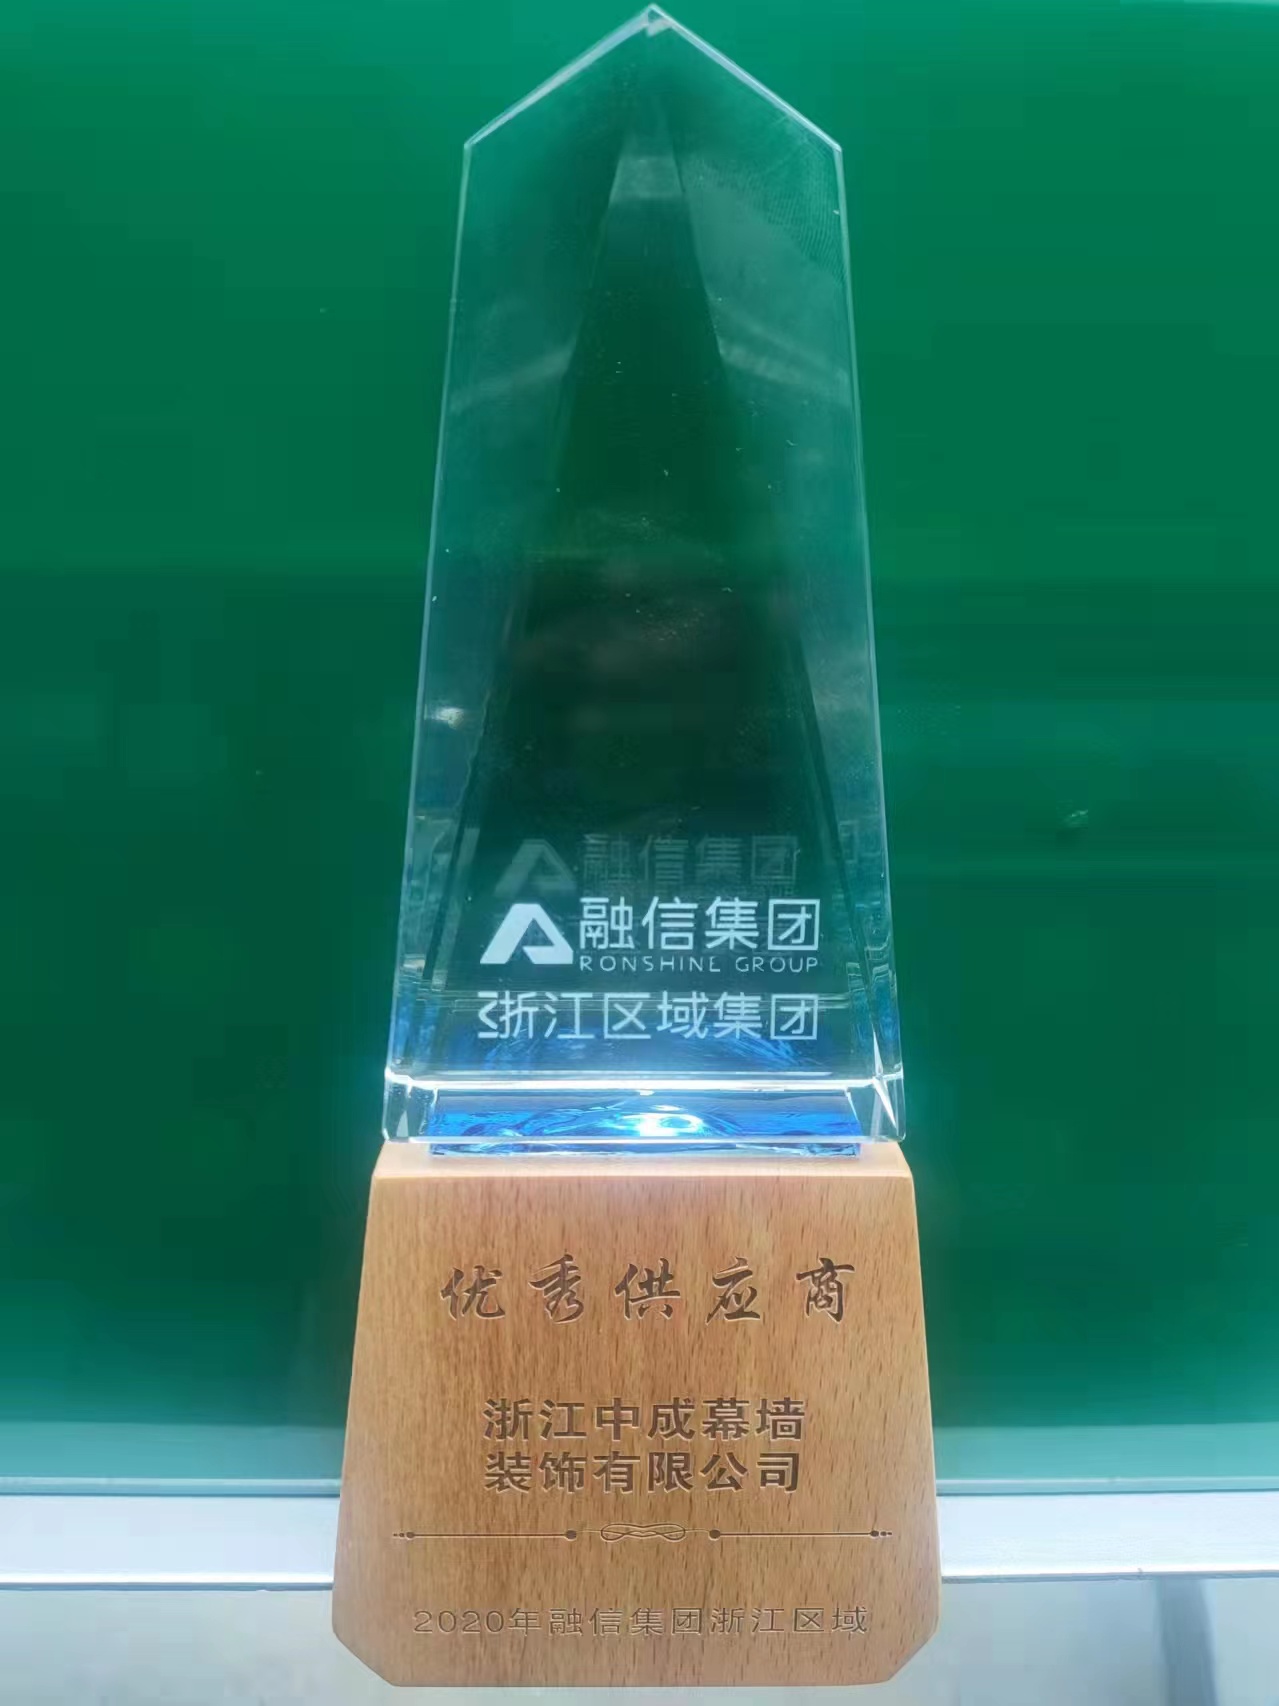 融信集团
RONSHINE GROUP
浙江区域集团
优秀供应商
浙江中成幕墙
装饰有限公司
2020年融信集团浙江区域